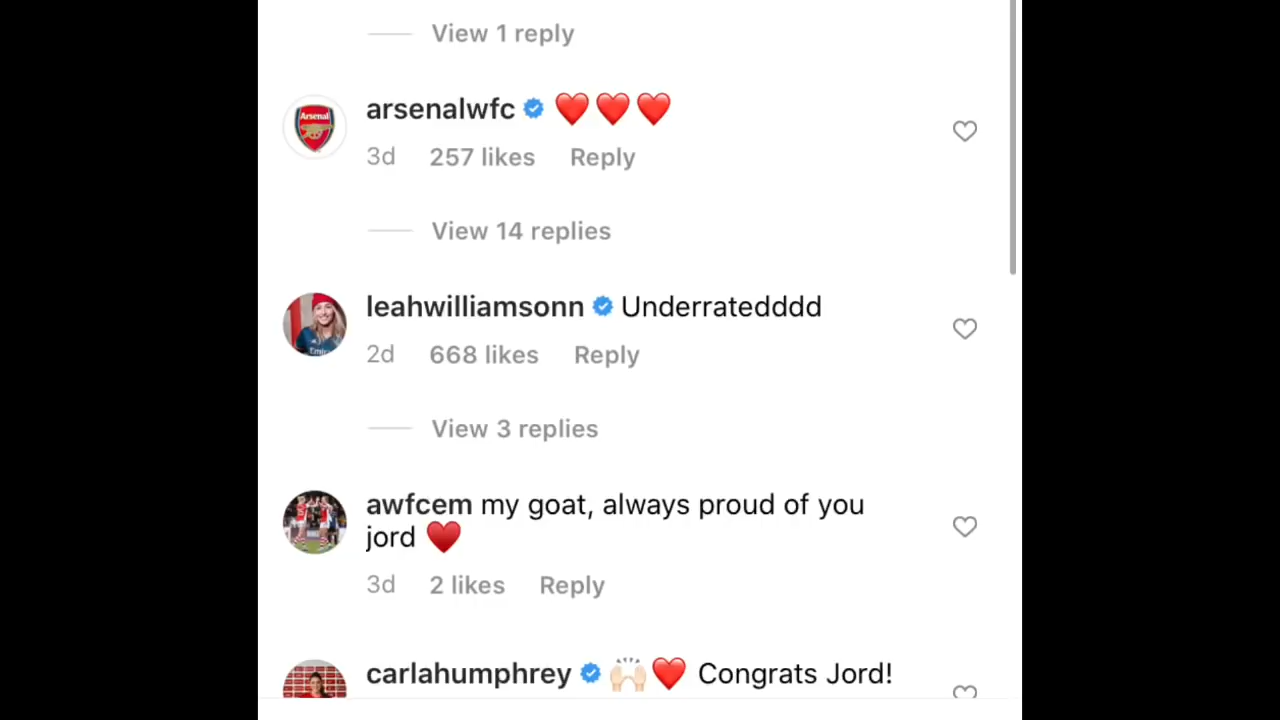 View 1 reply
Arsenal
arsenalwfc ❤️❤️❤️
3d 257 likes Reply
View 14 replies
leahwilliamsonn Underratedddd
2d 668 likes Reply
View 3 replies
awfcem my goat, always proud of you
jord ❤️
3d 2 likes Reply
carlahumphrey 🙌🏻❤️ Congrats Jord!